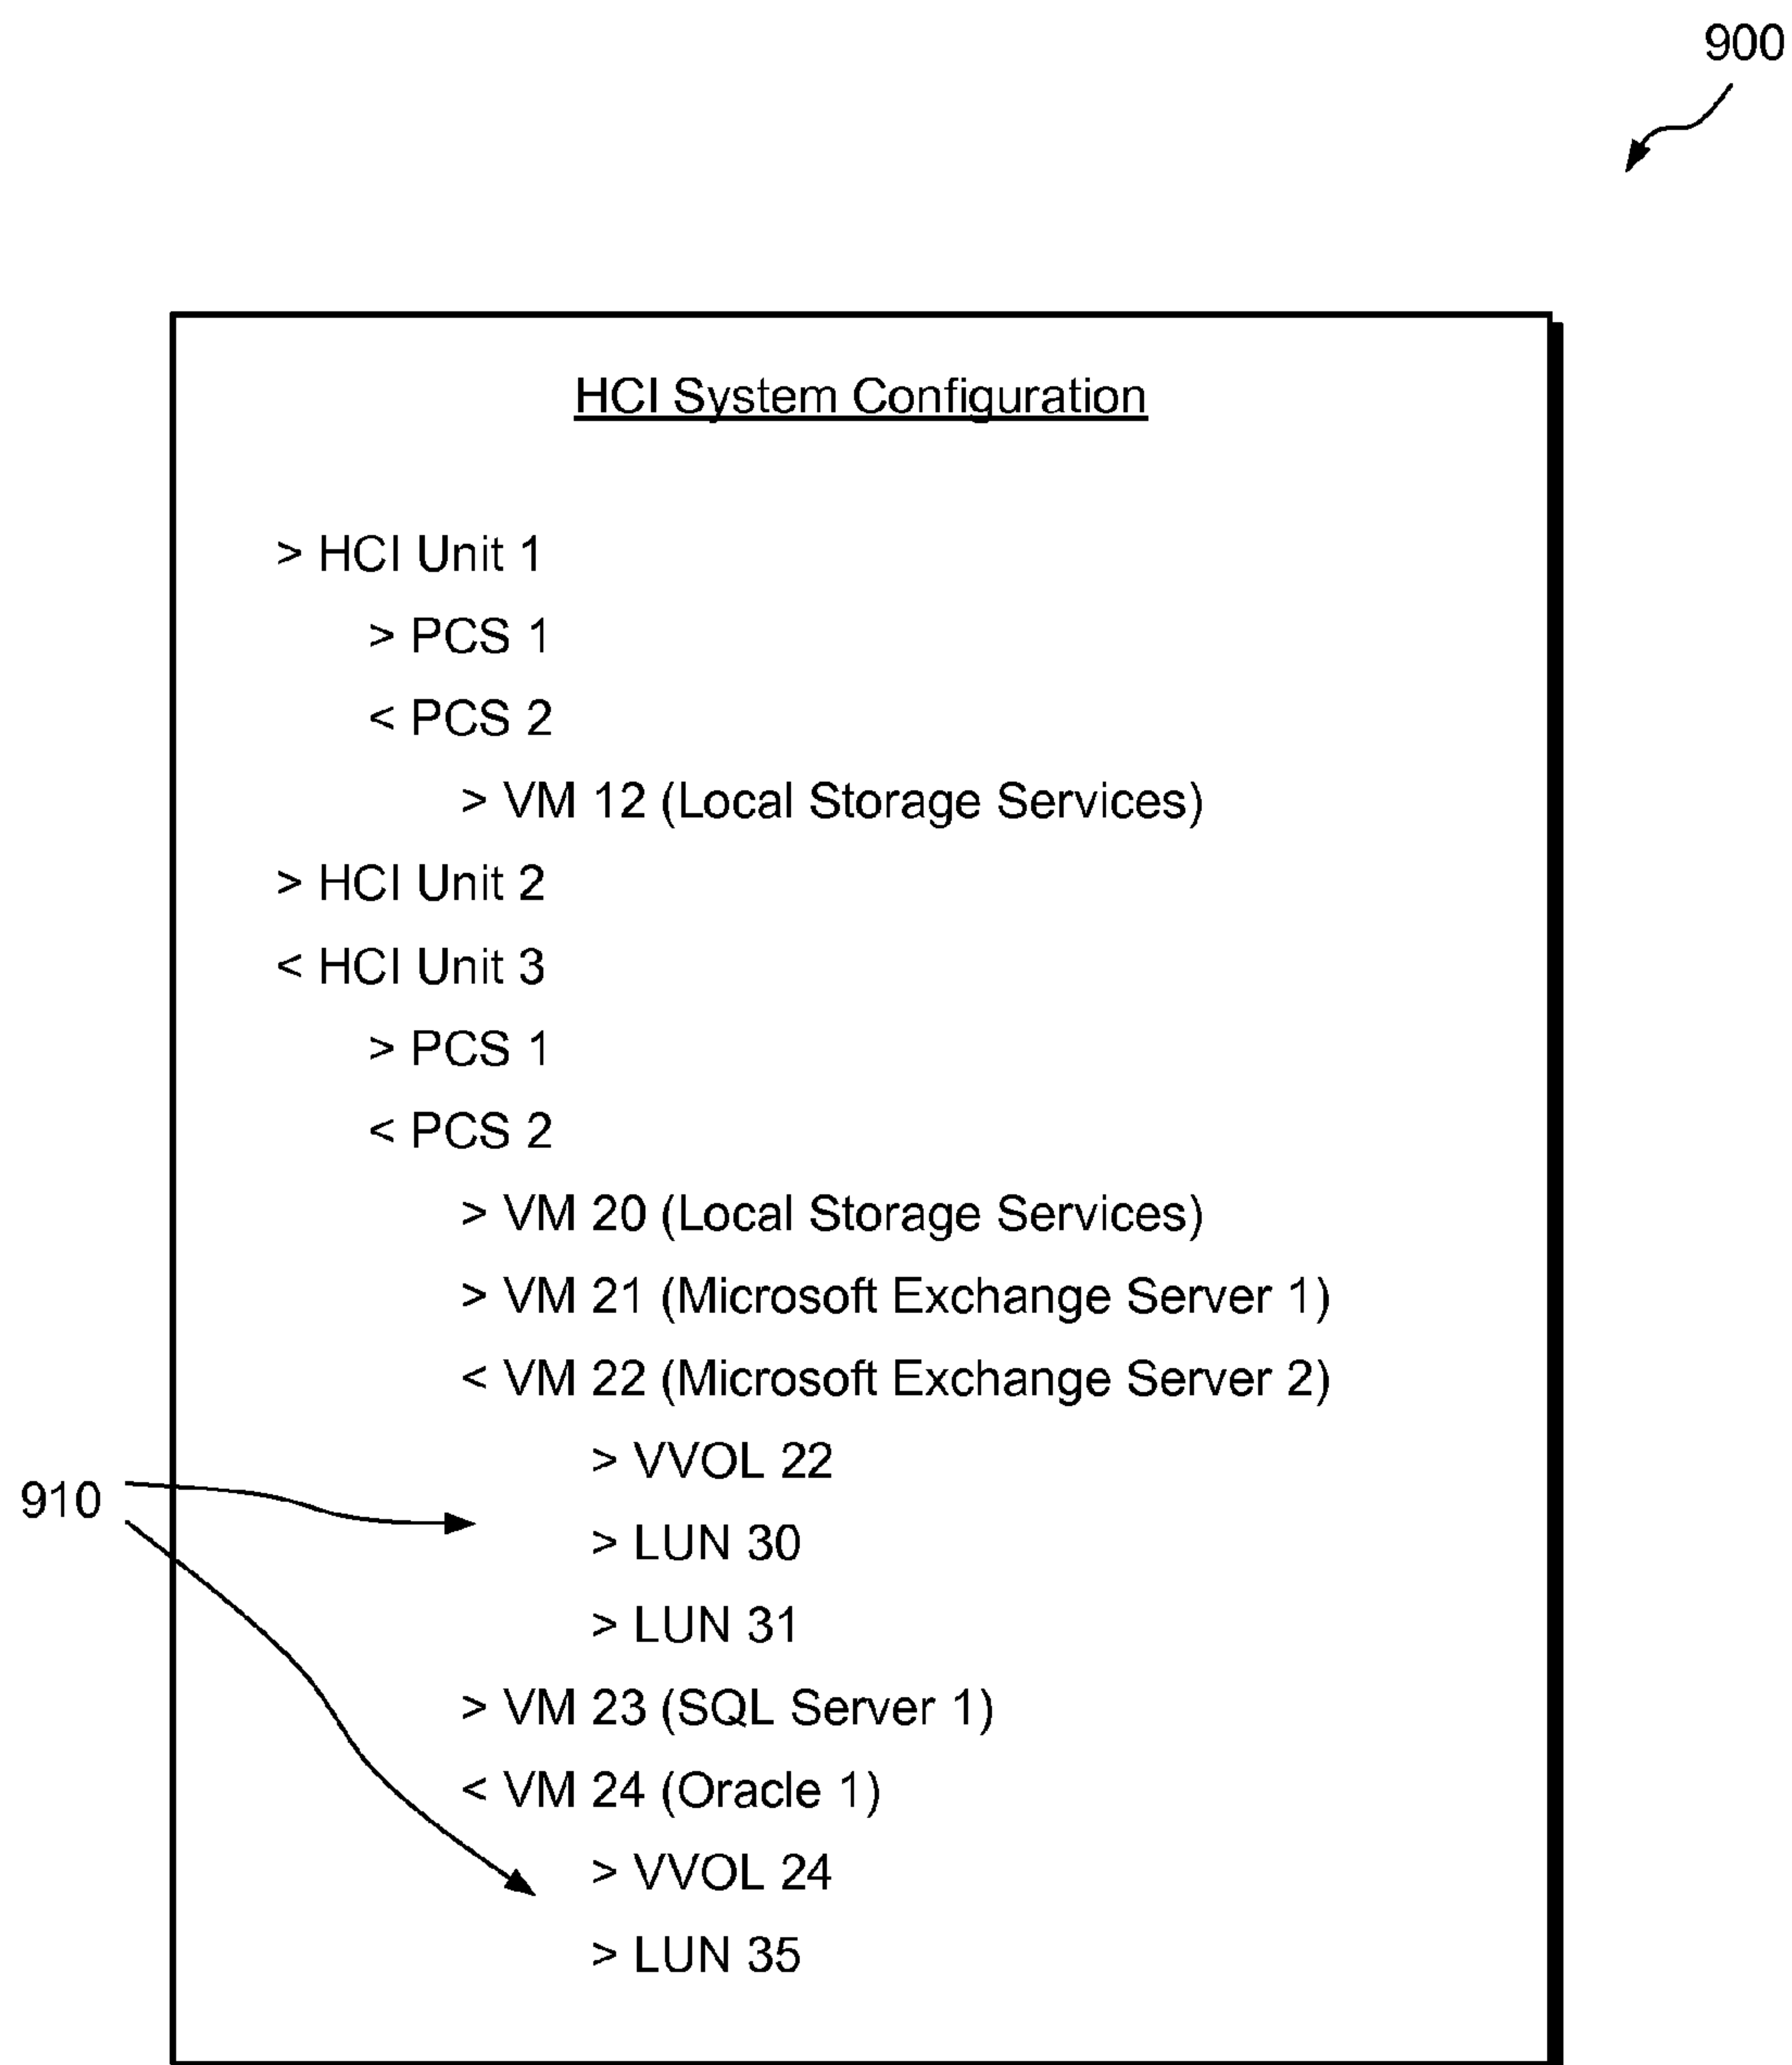 900
HCI System Configuration
> HCI Unit 1
> PCS 1
< PCS 2
> VM 12 (Local Storage Services)
> HCI Unit 2
< HCI Unit 3
> PCS 1
< PCS 2
> VM 20 (Local Storage Services)
> VM 21 (Microsoft Exchange Server 1)
< VM 22 (Microsoft Exchange Server 2)
> VVOL 22
910
> LUN 30
> LUN 31
> VM 23 (SQL Server 1)
< VM 24 (Oracle 1)
> VVOL 24
> LUN 35